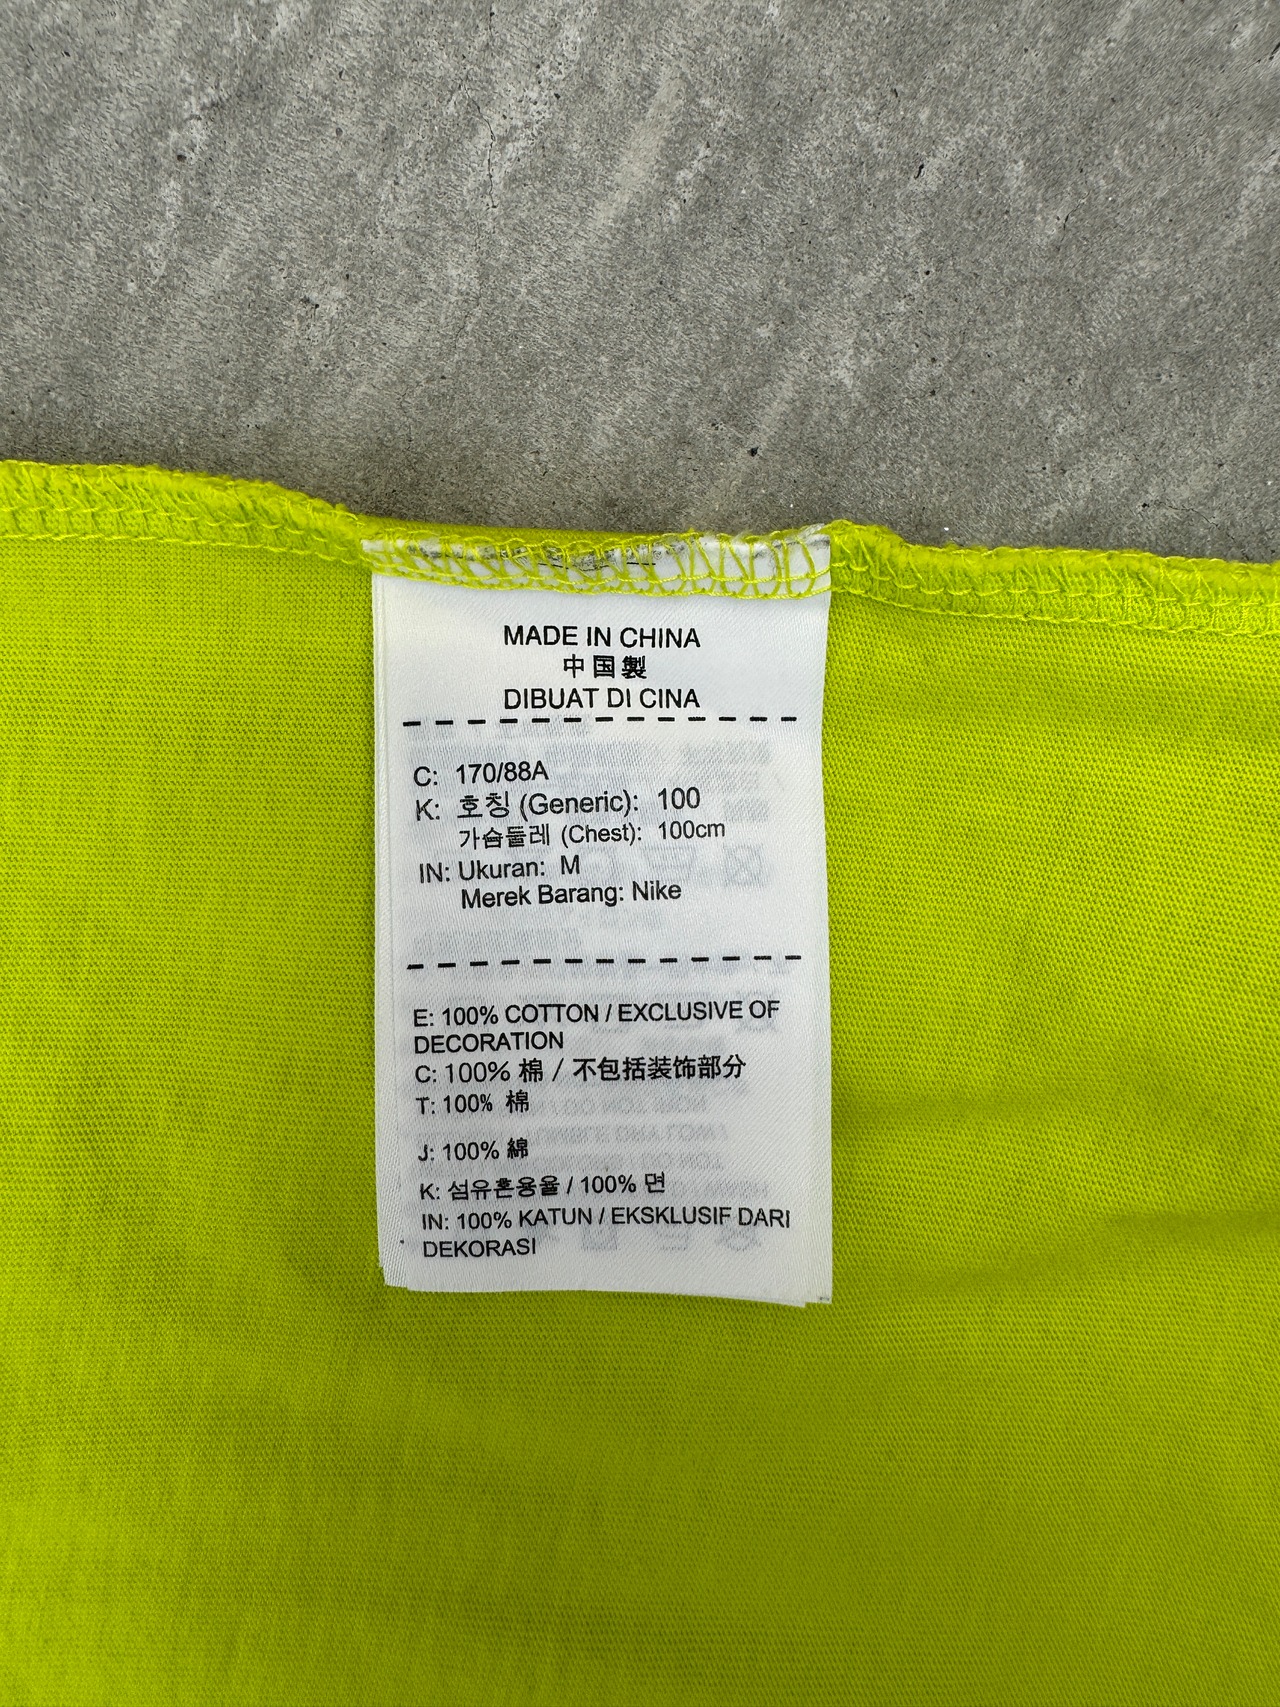 MADE IN CHINA
中国製
DIBUAT DI CINA
C: 170/88A
K: 호칭 (Generic): 100
가슴둘레 (Chest): 100cm
IN: Ukuran: M
Merek Barang: Nike
E: 100% COTTON / EXCLUSIVE OF
DECORATION
C: 100% 棉 / 不包括装饰部分
T: 100% 棉
J: 100% 綿
K: 섬유혼용율 / 100% 면
IN: 100% KATUN / EKSKLUSIF DARI
DEKORASI